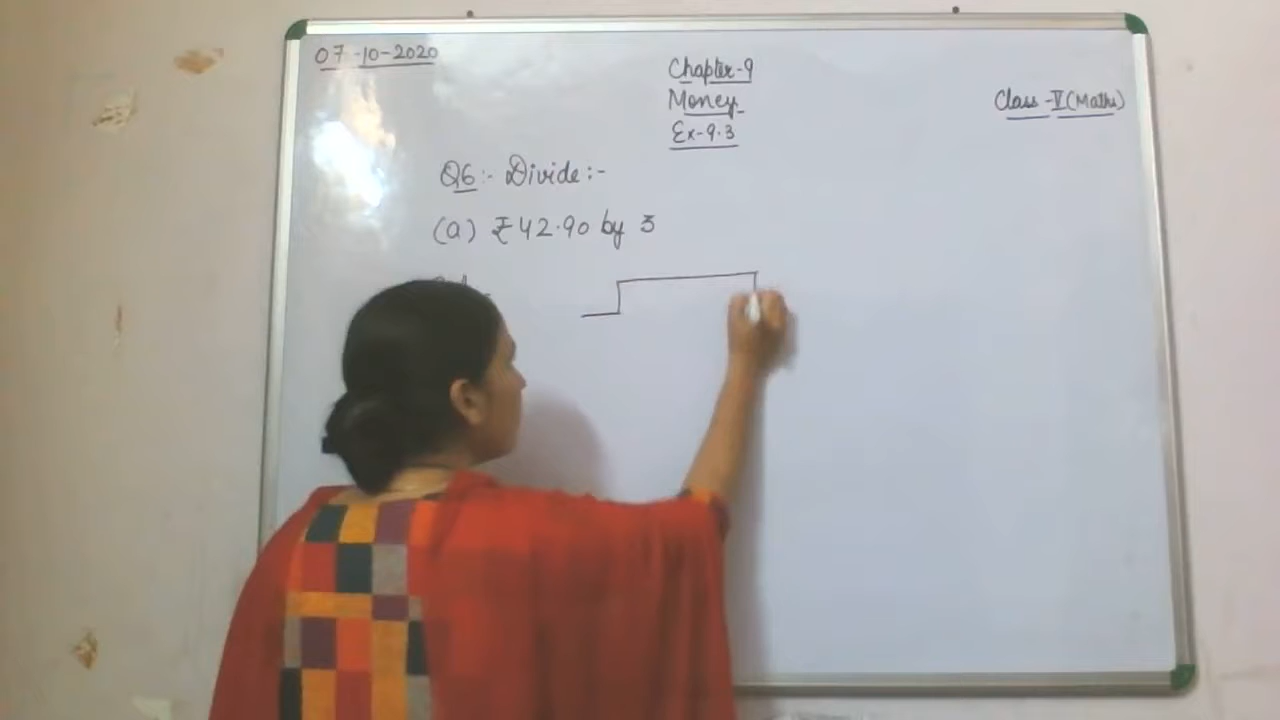 07-10-2020
Chapter-9
Money
Class-V(Maths)
Ex-9.3
Q6:- Divide:-
(a) ₹42.90 by 3